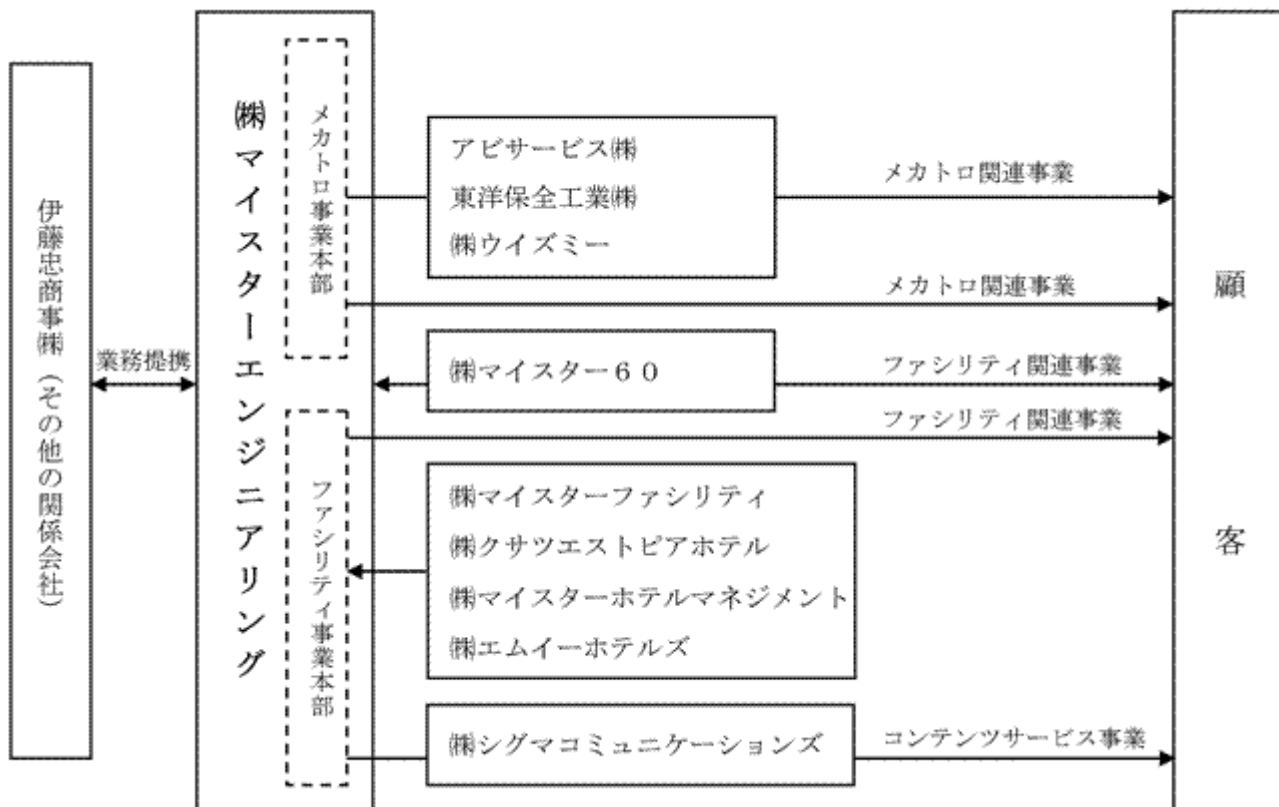 伊藤忠商事㈱（その他の関係会社）
業務提携
㈱マイスターエンジニアリング
メカトロ事業本部
ファシリティ事業本部
アビサービス㈱
東洋保全工業㈱
㈱ウイズミー
メカトロ関連事業
メカトロ関連事業
㈱マイスター６０
ファシリティ関連事業
ファシリティ関連事業
㈱マイスターファシリティ
㈱クサツエストピアホテル
㈱マイスターホテルマネジメント
㈱エムイーホテルズ
㈱シグマコミュニケーションズ
コンテンツサービス事業
顧客